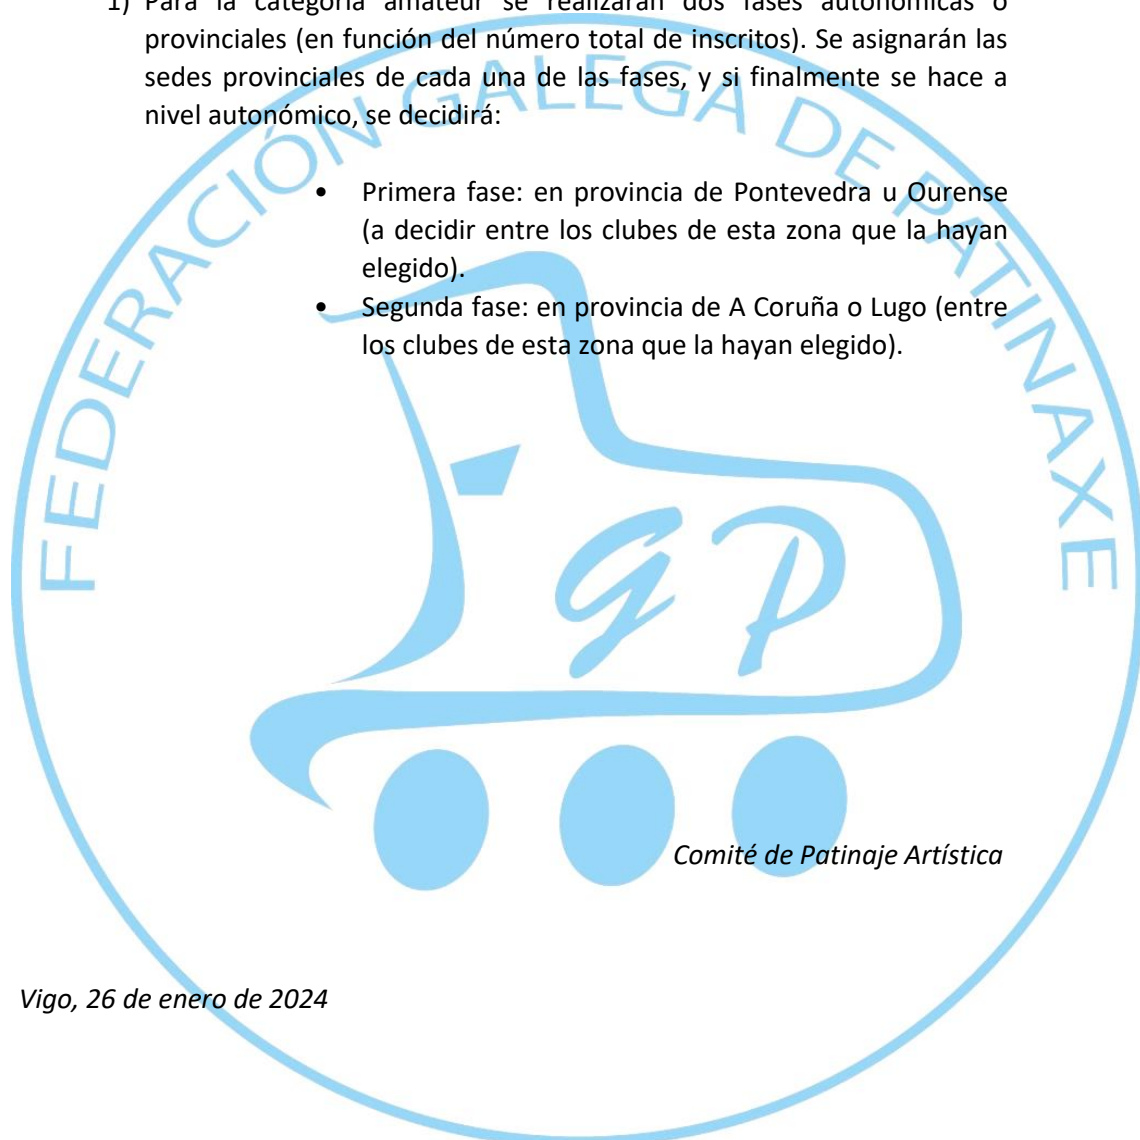 1) Para la categoría amateur se realizarán dos fases autonómicas o
provinciales (en función del número total de inscritos). Se asignarán las
sedes provinciales de cada una de las fases, y si finalmente se hace a
nivel autonómico, se decidirá:
• Primera fase: en provincia de Pontevedra u Ourense
(a decidir entre los clubes de esta zona que la hayan
elegido).
• Segunda fase: en provincia de A Coruña o Lugo (entre
los clubes de esta zona que la hayan elegido).
FEDERACIÓN GALEGA DE PATINAXE
GP
Comité de Patinaje Artística
Vigo, 26 de enero de 2024